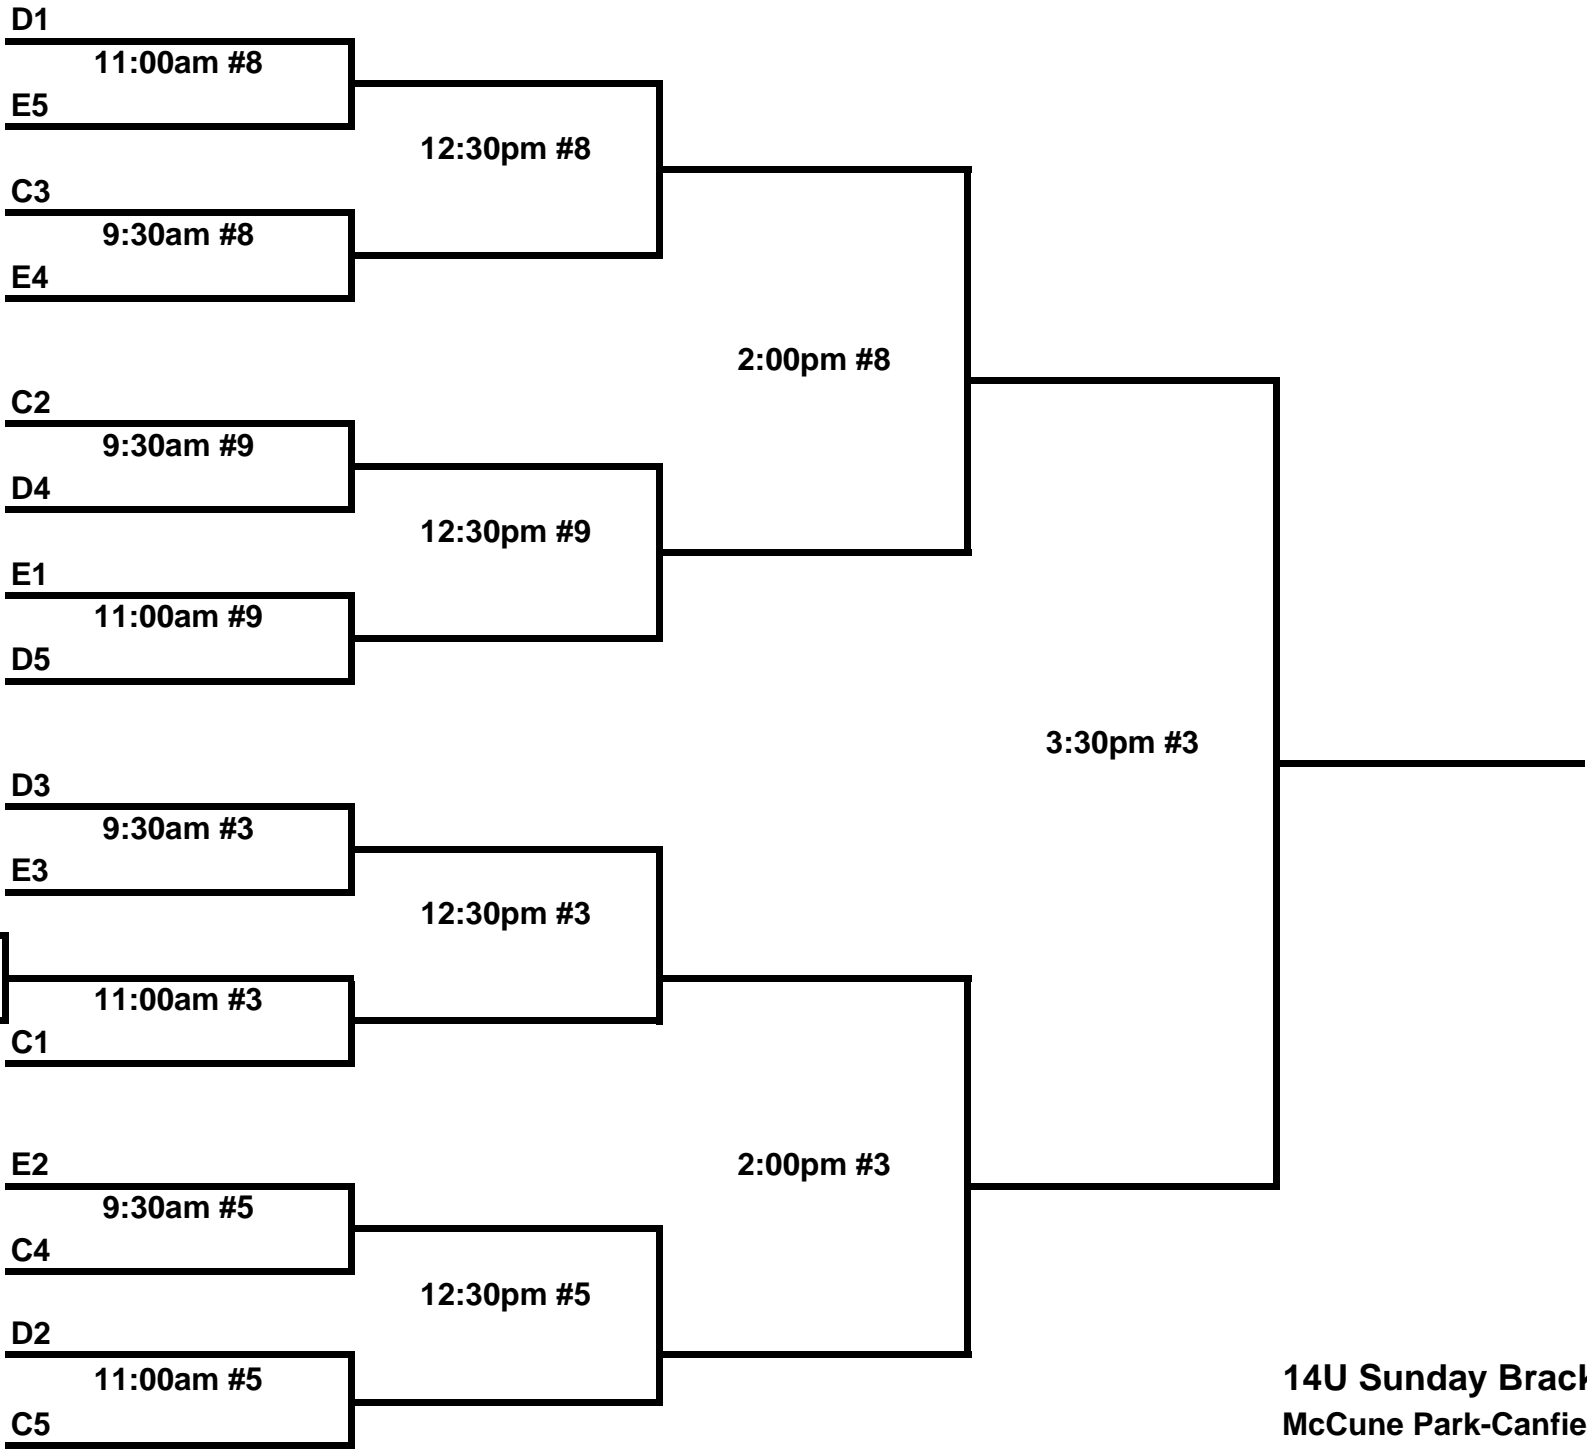 D1
11:00am #8
E5
12:30pm #8
C3
9:30am #8
E4
2:00pm #8
C2
9:30am #9
D4
12:30pm #9
E1
11:00am #9
D5
3:30pm #3
D3
9:30am #3
E3
12:30pm #3
11:00am #3
C1
2:00pm #3
E2
9:30am #5
C4
12:30pm #5
D2
11:00am #5
C5
14U Sunday
McCune